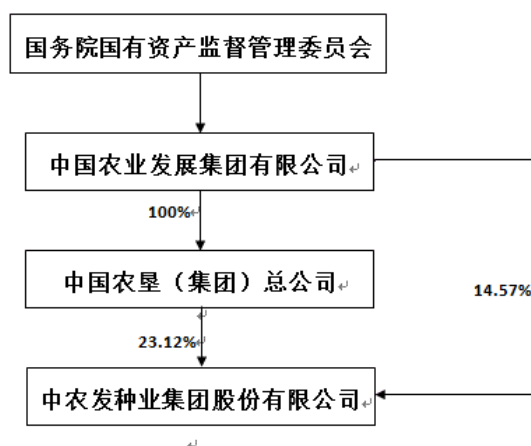 国务院国有资产监督管理委员会
中国农业发展集团有限公司
100%
中国农垦（集团）总公司
14.57%
23.12%
中农发种业集团股份有限公司